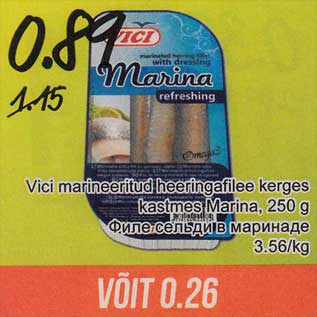 0.89
1.15
VICI
marinated herring fillet
with dressing
Marina
refreshing
Omega3
Vici marineeritud heeringafilee kerges
kastmes Marina, 250 g
Филе сельди в маринаде
3.56/kg
VÕIT 0.26